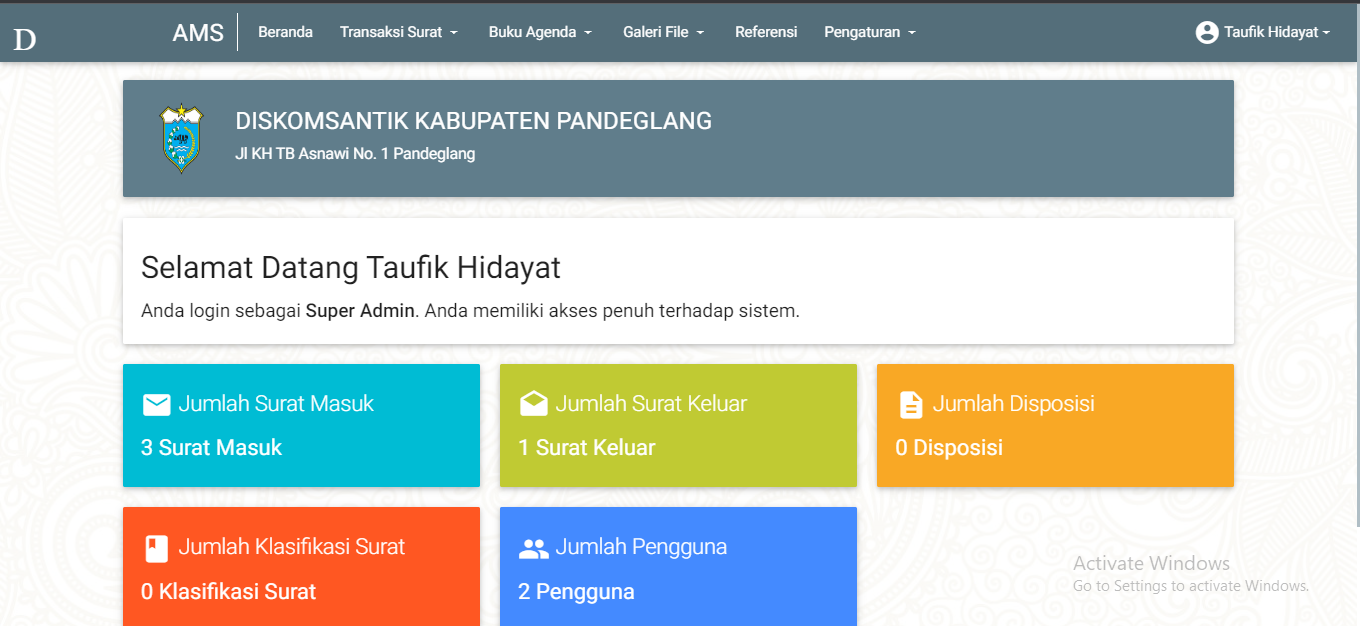 D
AMS
Beranda
Transaksi Surat
Buku Agenda
Galeri File
Referensi
Pengaturan
Taufik Hidayat
DISKOMSANTIK KABUPATEN PANDEGLANG
Jl KH TB Asnawi No. 1 Pandeglang
Selamat Datang Taufik Hidayat
Anda login sebagai Super Admin. Anda memiliki akses penuh terhadap sistem.
Jumlah Surat Masuk
3 Surat Masuk
Jumlah Surat Keluar
1 Surat Keluar
Jumlah Disposisi
0 Disposisi
Jumlah Klasifikasi Surat
0 Klasifikasi Surat
Jumlah Pengguna
2 Pengguna
Activate Windows
Go to Settings to activate Windows.